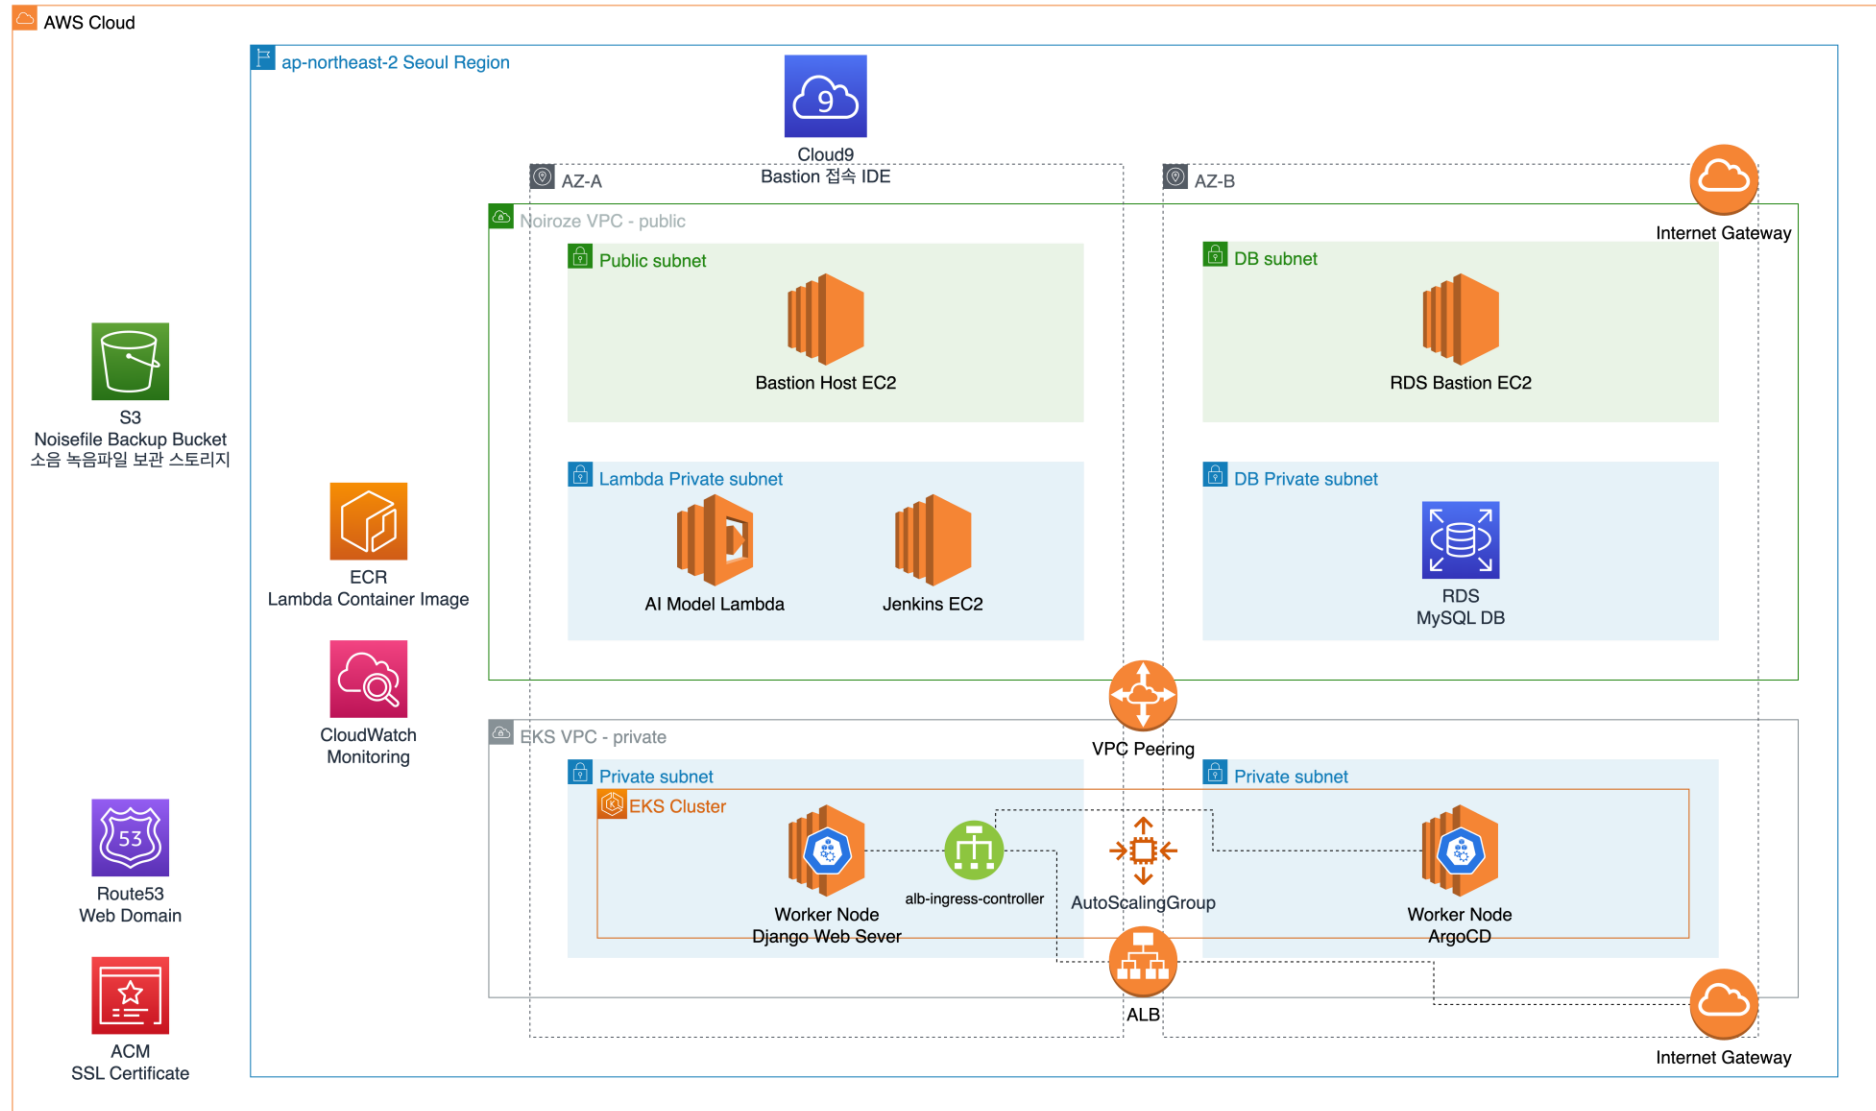 AWS Cloud
ap-northeast-2 Seoul Region
9
Cloud9
Bastion 접속 IDE
AZ-A
AZ-B
Internet Gateway
Noiroze VPC - public
Public subnet
Bastion Host EC2
DB subnet
RDS Bastion EC2
S3
Noisefile Backup Bucket
소음 녹음파일 보관 스토리지
Lambda Private subnet
AI Model Lambda
Jenkins EC2
DB Private subnet
RDS
MySQL DB
ECR
Lambda Container Image
CloudWatch
Monitoring
VPC Peering
EKS VPC - private
Private subnet
Private subnet
EKS Cluster
K
Worker Node
Django Web Sever
alb-ingress-controller
AutoScalingGroup
Worker Node
ArgoCD
53
Route53
Web Domain
ALB
Internet Gateway
ACM
SSL Certificate